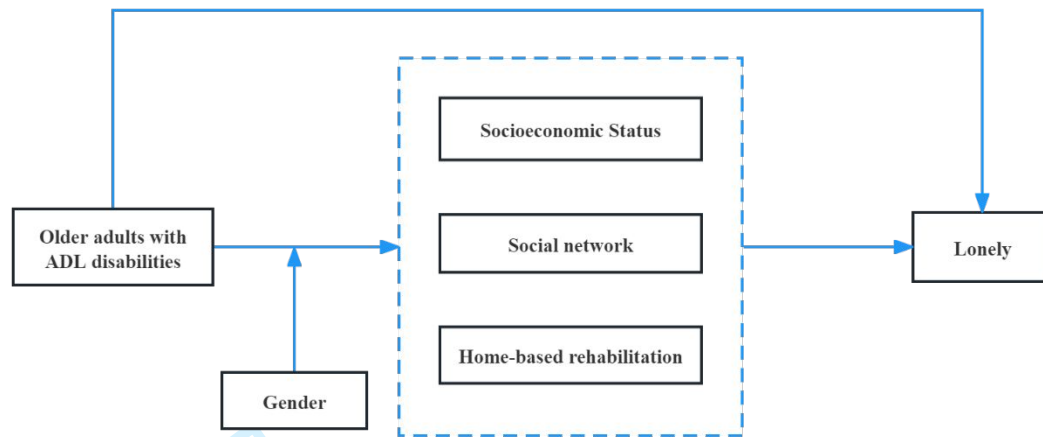 Socioeconomic Status
Older adults with
ADL disabilities
Social network
Lonely
Home-based rehabilitation
Gender